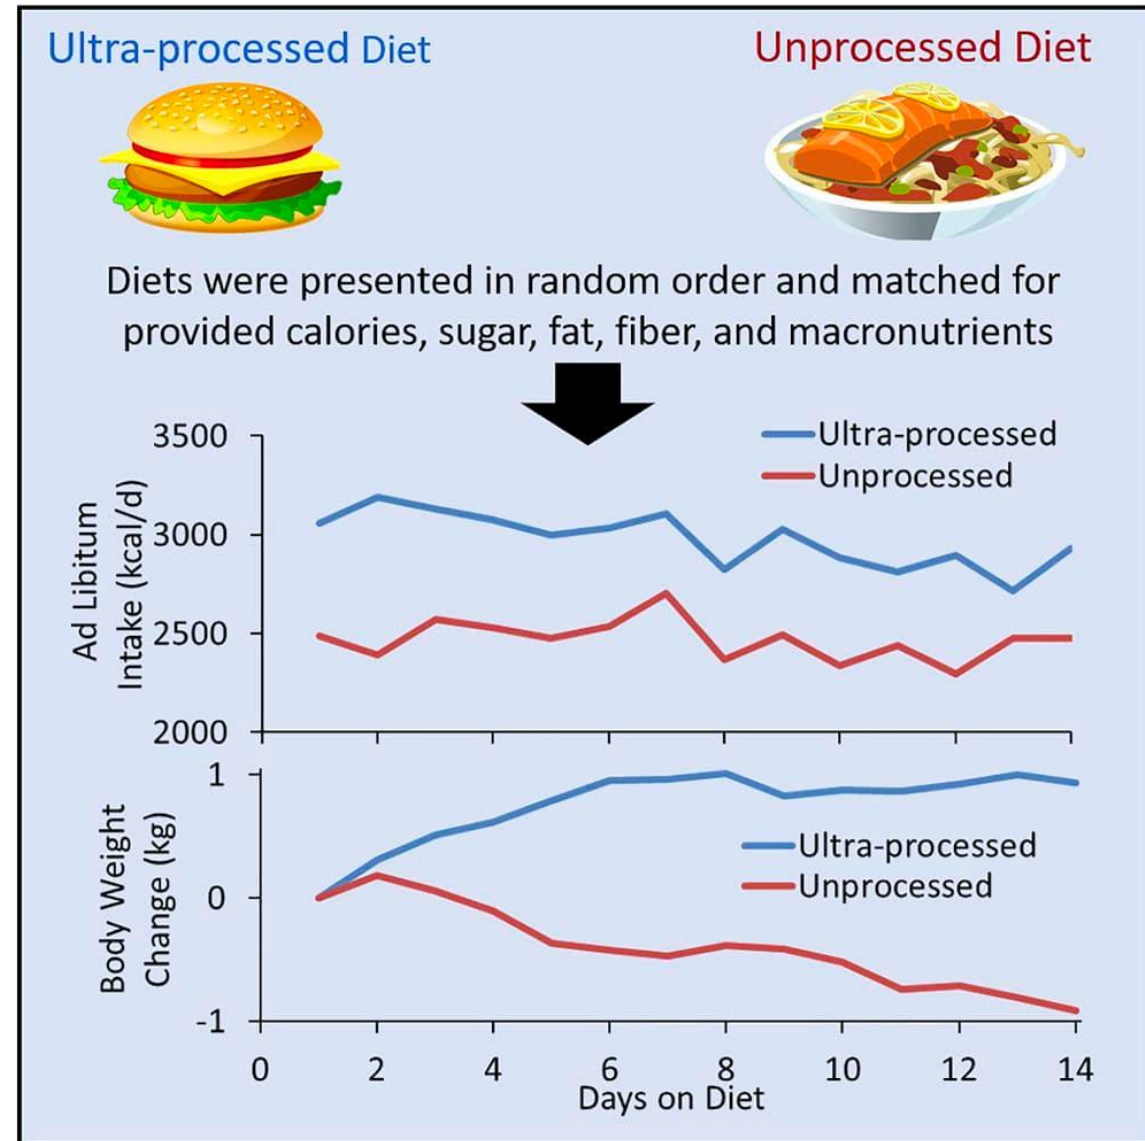 Ultra-processed Diet
Unprocessed Diet
Diets were presented in random order and matched for
provided calories, sugar, fat, fiber, and macronutrients
Ultra-processed
Unprocessed
Ad Libitum
Intake (kcal/d)
3500
3000
2500
2000
Body Weight
Change (kg)
1
0
-1
Ultra-processed
Unprocessed
0 2 4 6 8 10 12 14
Days on Diet